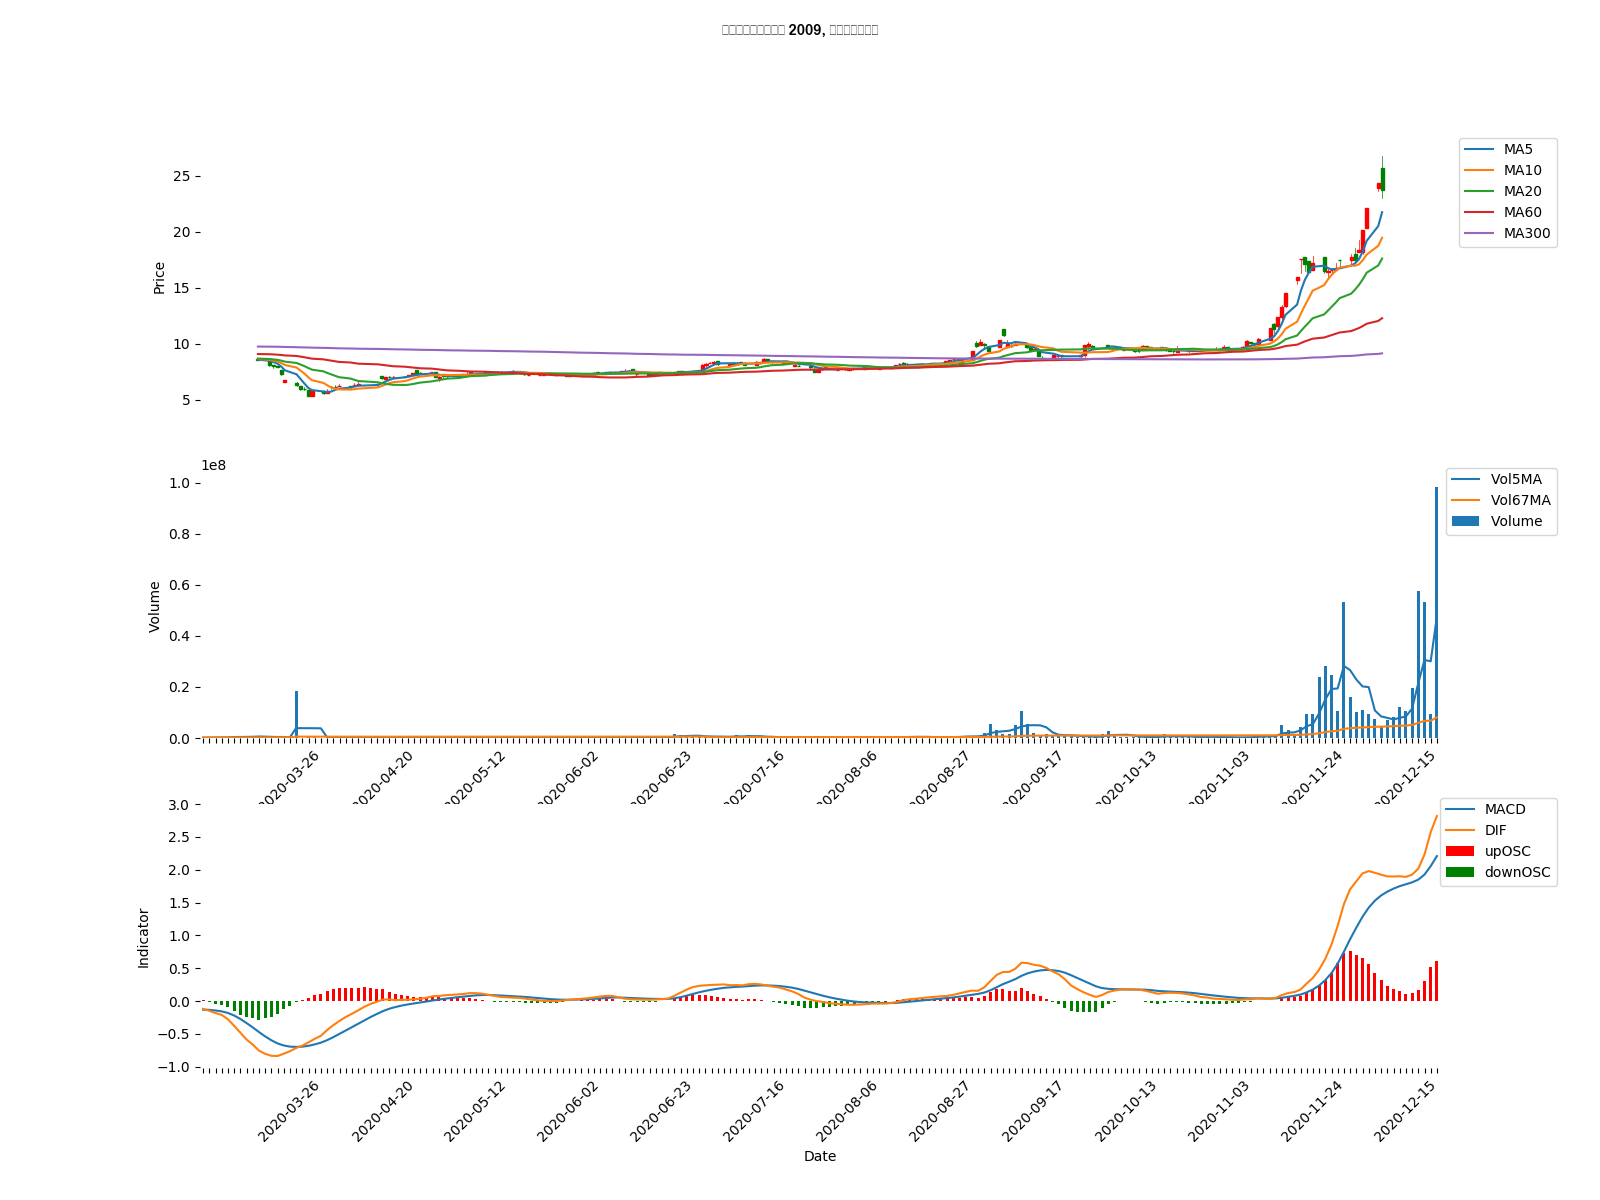 2009,
MA5
MA10
MA20
MA60
MA300
25
20
15
10
5
Price
1e8
Vol5MA
Vol67MA
Volume
1.0
0.8
0.6
0.4
0.2
0.0
Volume
2020-03-26 2020-04-20 2020-05-12 2020-06-02 2020-06-23 2020-07-16 2020-08-06 2020-08-27 2020-09-17 2020-10-13 2020-11-03 2020-11-24 2020-12-15
MACD
DIF
upOSC
downOSC
3.0
2.5
2.0
1.5
1.0
0.5
0.0
−0.5
−1.0
Indicator
2020-03-26 2020-04-20 2020-05-12 2020-06-02 2020-06-23 2020-07-16 2020-08-06 2020-08-27 2020-09-17 2020-10-13 2020-11-03 2020-11-24 2020-12-15
Date